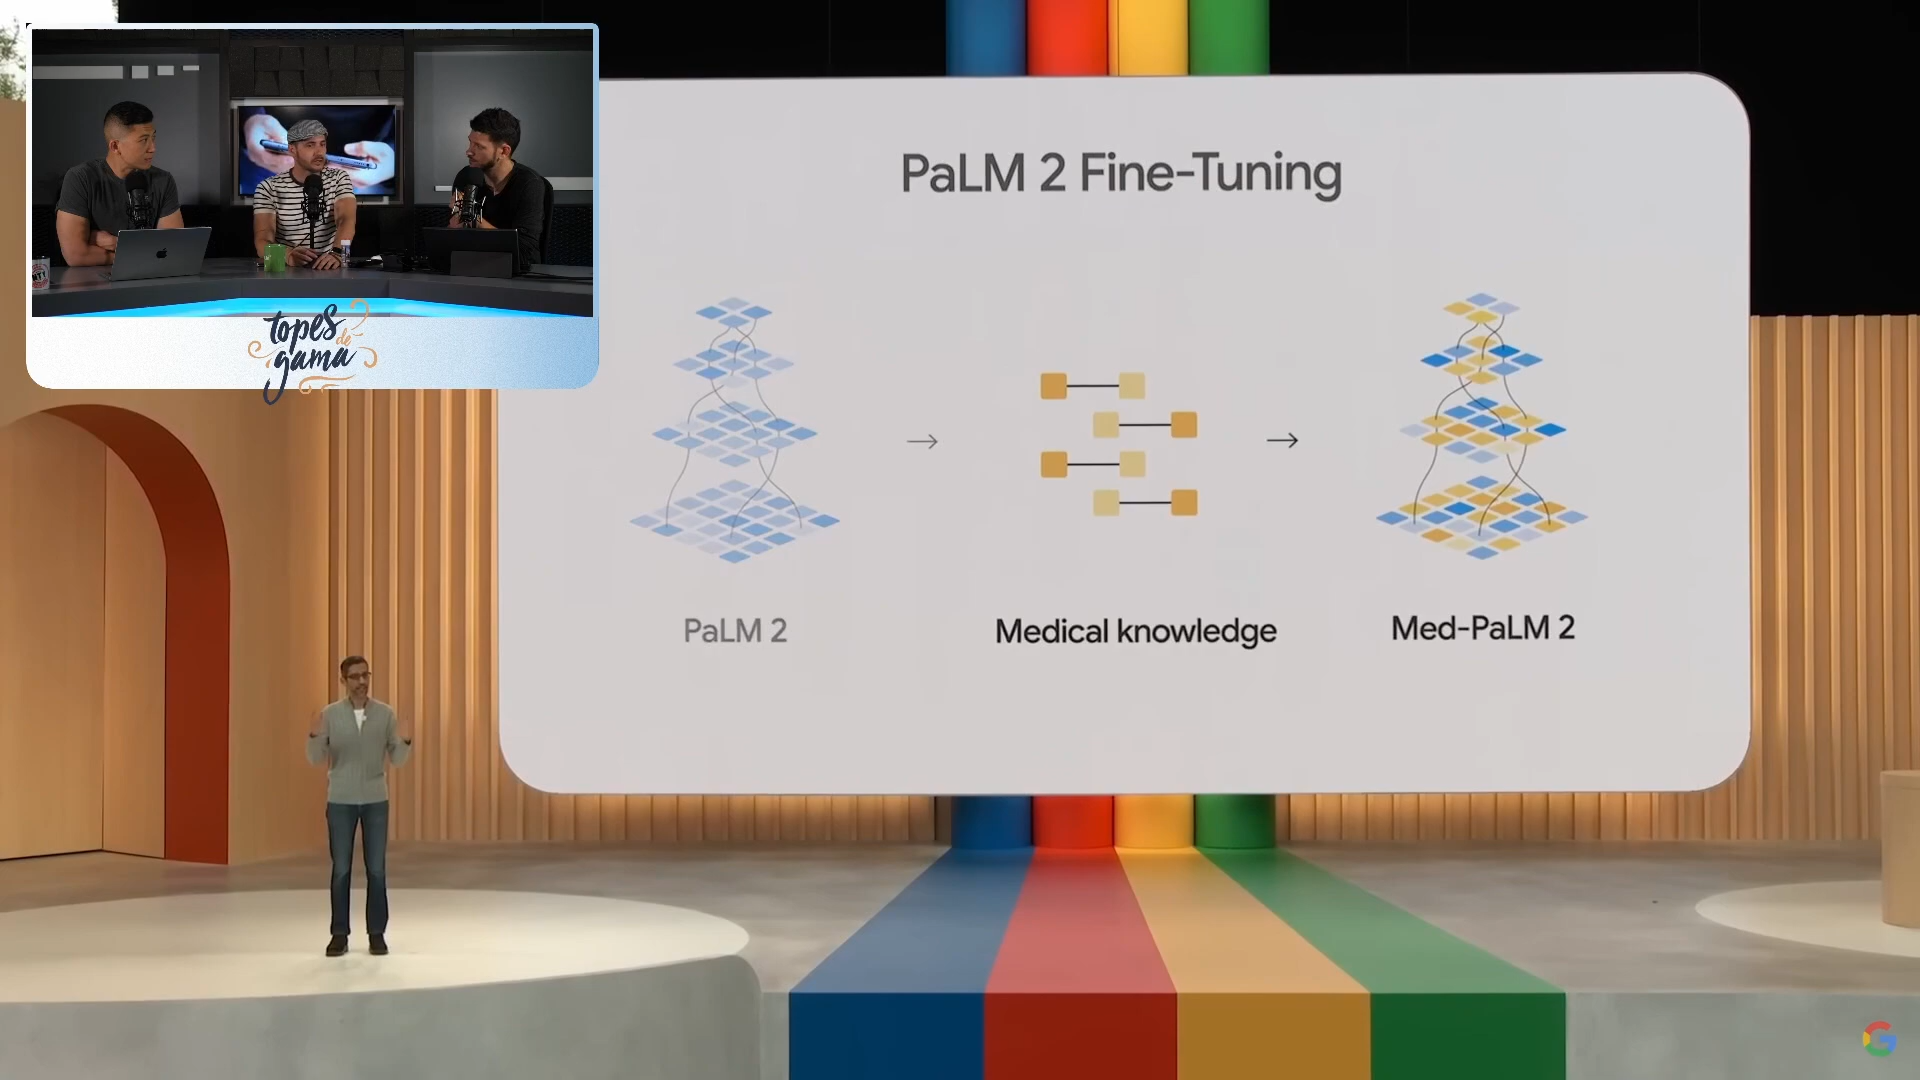 topes
de
gama
PaLM 2 Fine-Tuning
PaLM 2
Medical knowledge
Med-PaLM 2